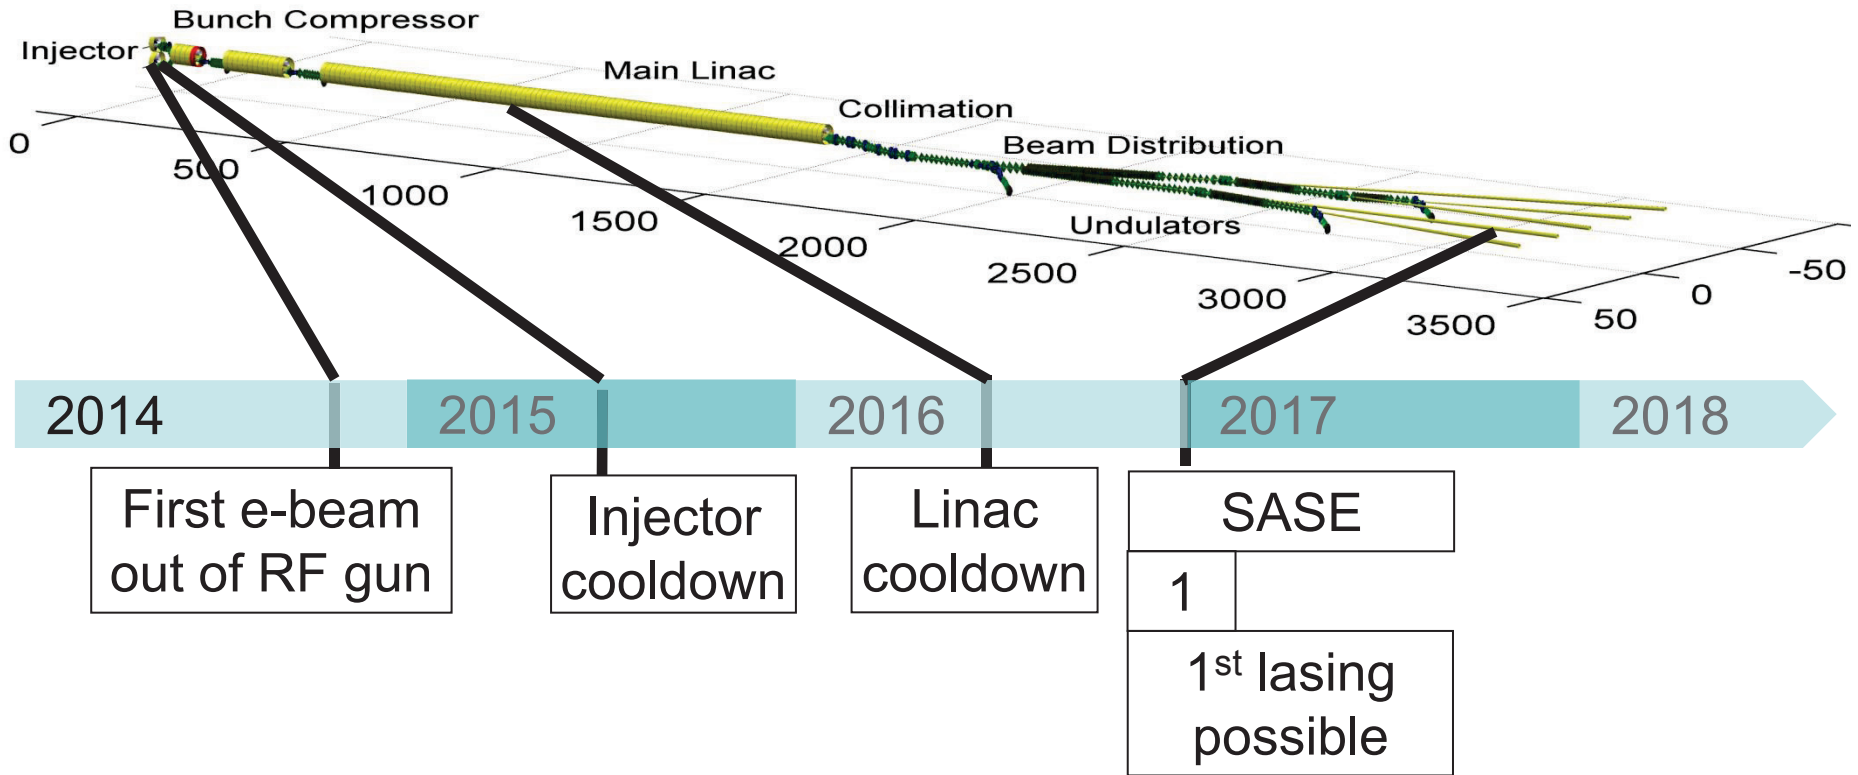 Bunch Compressor
Injector
Main Linac
Collimation
Beam Distribution
Undulators
0
500
1000
1500
2000
2500
3000
3500
50
0
-50
2014
2015
2016
2017
2018
First e-beam
out of RF gun
Injector
cooldown
Linac
cooldown
SASE
1
1st lasing
possible